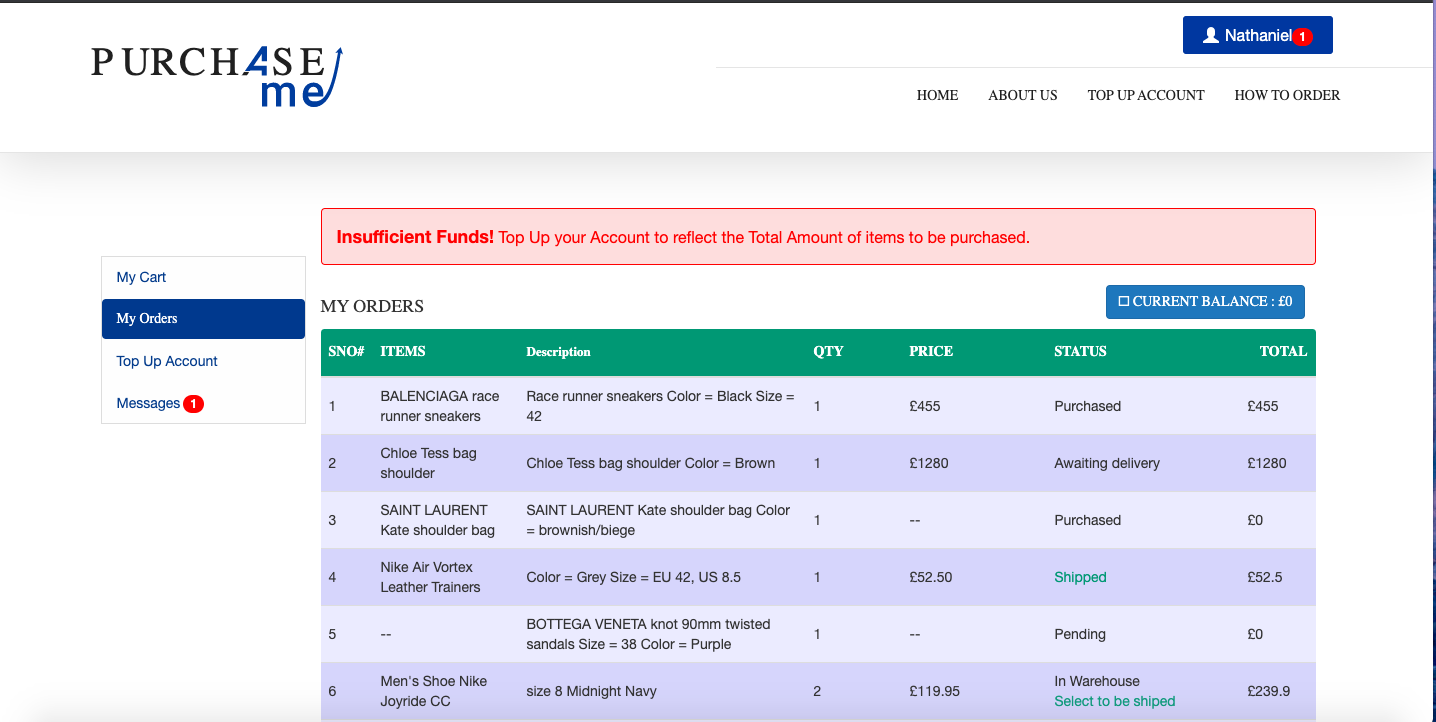 PURCHASE
me
Nathaniel 1
HOME ABOUT US TOP UP ACCOUNT HOW TO ORDER
Insufficient Funds! Top Up your Account to reflect the Total Amount of items to be purchased.
My Cart
My Orders
Top Up Account
Messages 1
MY ORDERS
CURRENT BALANCE : £0
SNO# ITEMS Description QTY PRICE STATUS TOTAL
BALENCIAGA race Race runner sneakers Color = Black Size =
1 1 £455 Purchased £455
runner sneakers 42
Chloe Tess bag
2 Chloe Tess bag shoulder Color = Brown 1 £1280 Awaiting delivery £1280
shoulder
SAINT LAURENT SAINT LAURENT Kate shoulder bag Color
3 1 -- Purchased £0
Kate shoulder bag = brownish/biege
Nike Air Vortex
4 Color = Grey Size = EU 42, US 8.5 1 £52.50 Shipped £52.5
Leather Trainers
BOTTEGA VENETA knot 90mm twisted
5 -- 1 -- Pending £0
sandals Size = 38 Color = Purple
Men's Shoe Nike In Warehouse
6 size 8 Midnight Navy 2 £119.95 £239.9
Joyride CC Select to be shiped